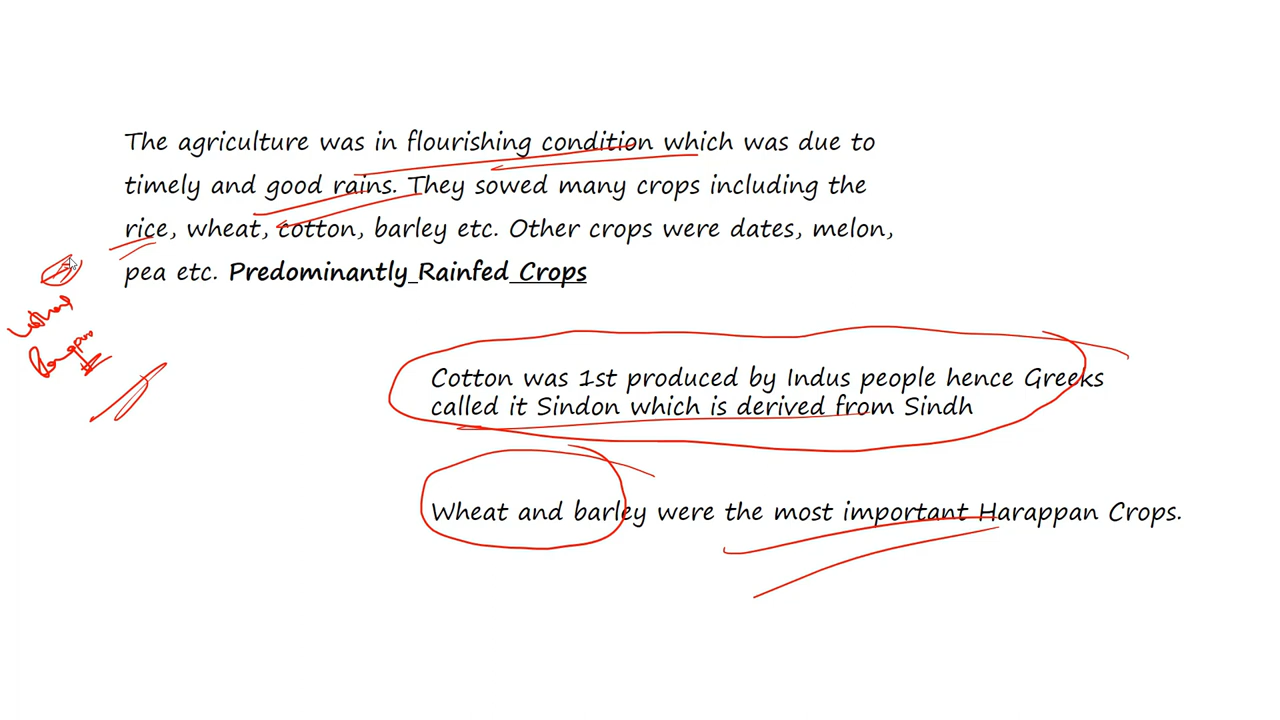 The agriculture was in flourishing condition which was due to
timely and good rains. They sowed many crops including the
rice, wheat, cotton, barley etc. Other crops were dates, melon,
pea etc. Predominantly Rainfed Crops
Cotton was 1st produced by Indus people hence Greeks
called it Sindon which is derived from Sindh
Wheat and barley were the most important Harappan Crops.